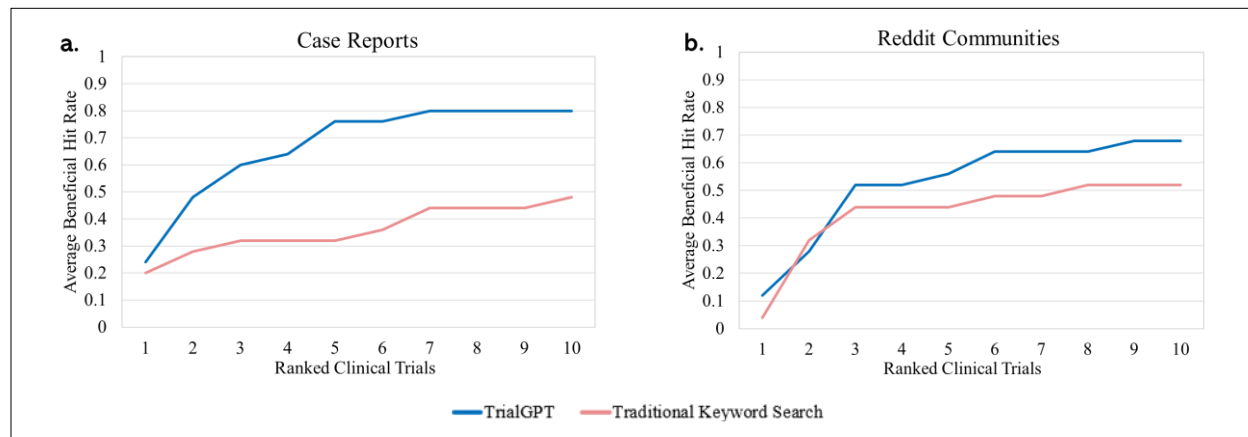 a.
Case Reports
Average Beneficial Hit Rate
1
0.9
0.8
0.7
0.6
0.5
0.4
0.3
0.2
0.1
0
1 2 3 4 5 6 7 8 9 10
Ranked Clinical Trials
b.
Reddit Communities
Average Beneficial Hit Rate
1
0.9
0.8
0.7
0.6
0.5
0.4
0.3
0.2
0.1
0
1 2 3 4 5 6 7 8 9 10
Ranked Clinical Trials
TrialGPT Traditional Keyword Search